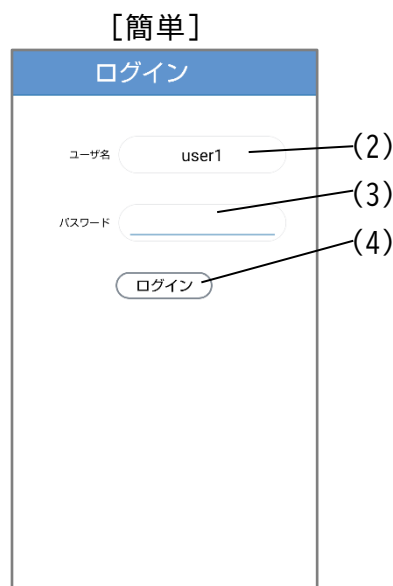 [簡単]
ログイン
ユーザ名 user1 (2)
(3)
パスワード
(4)
ログイン